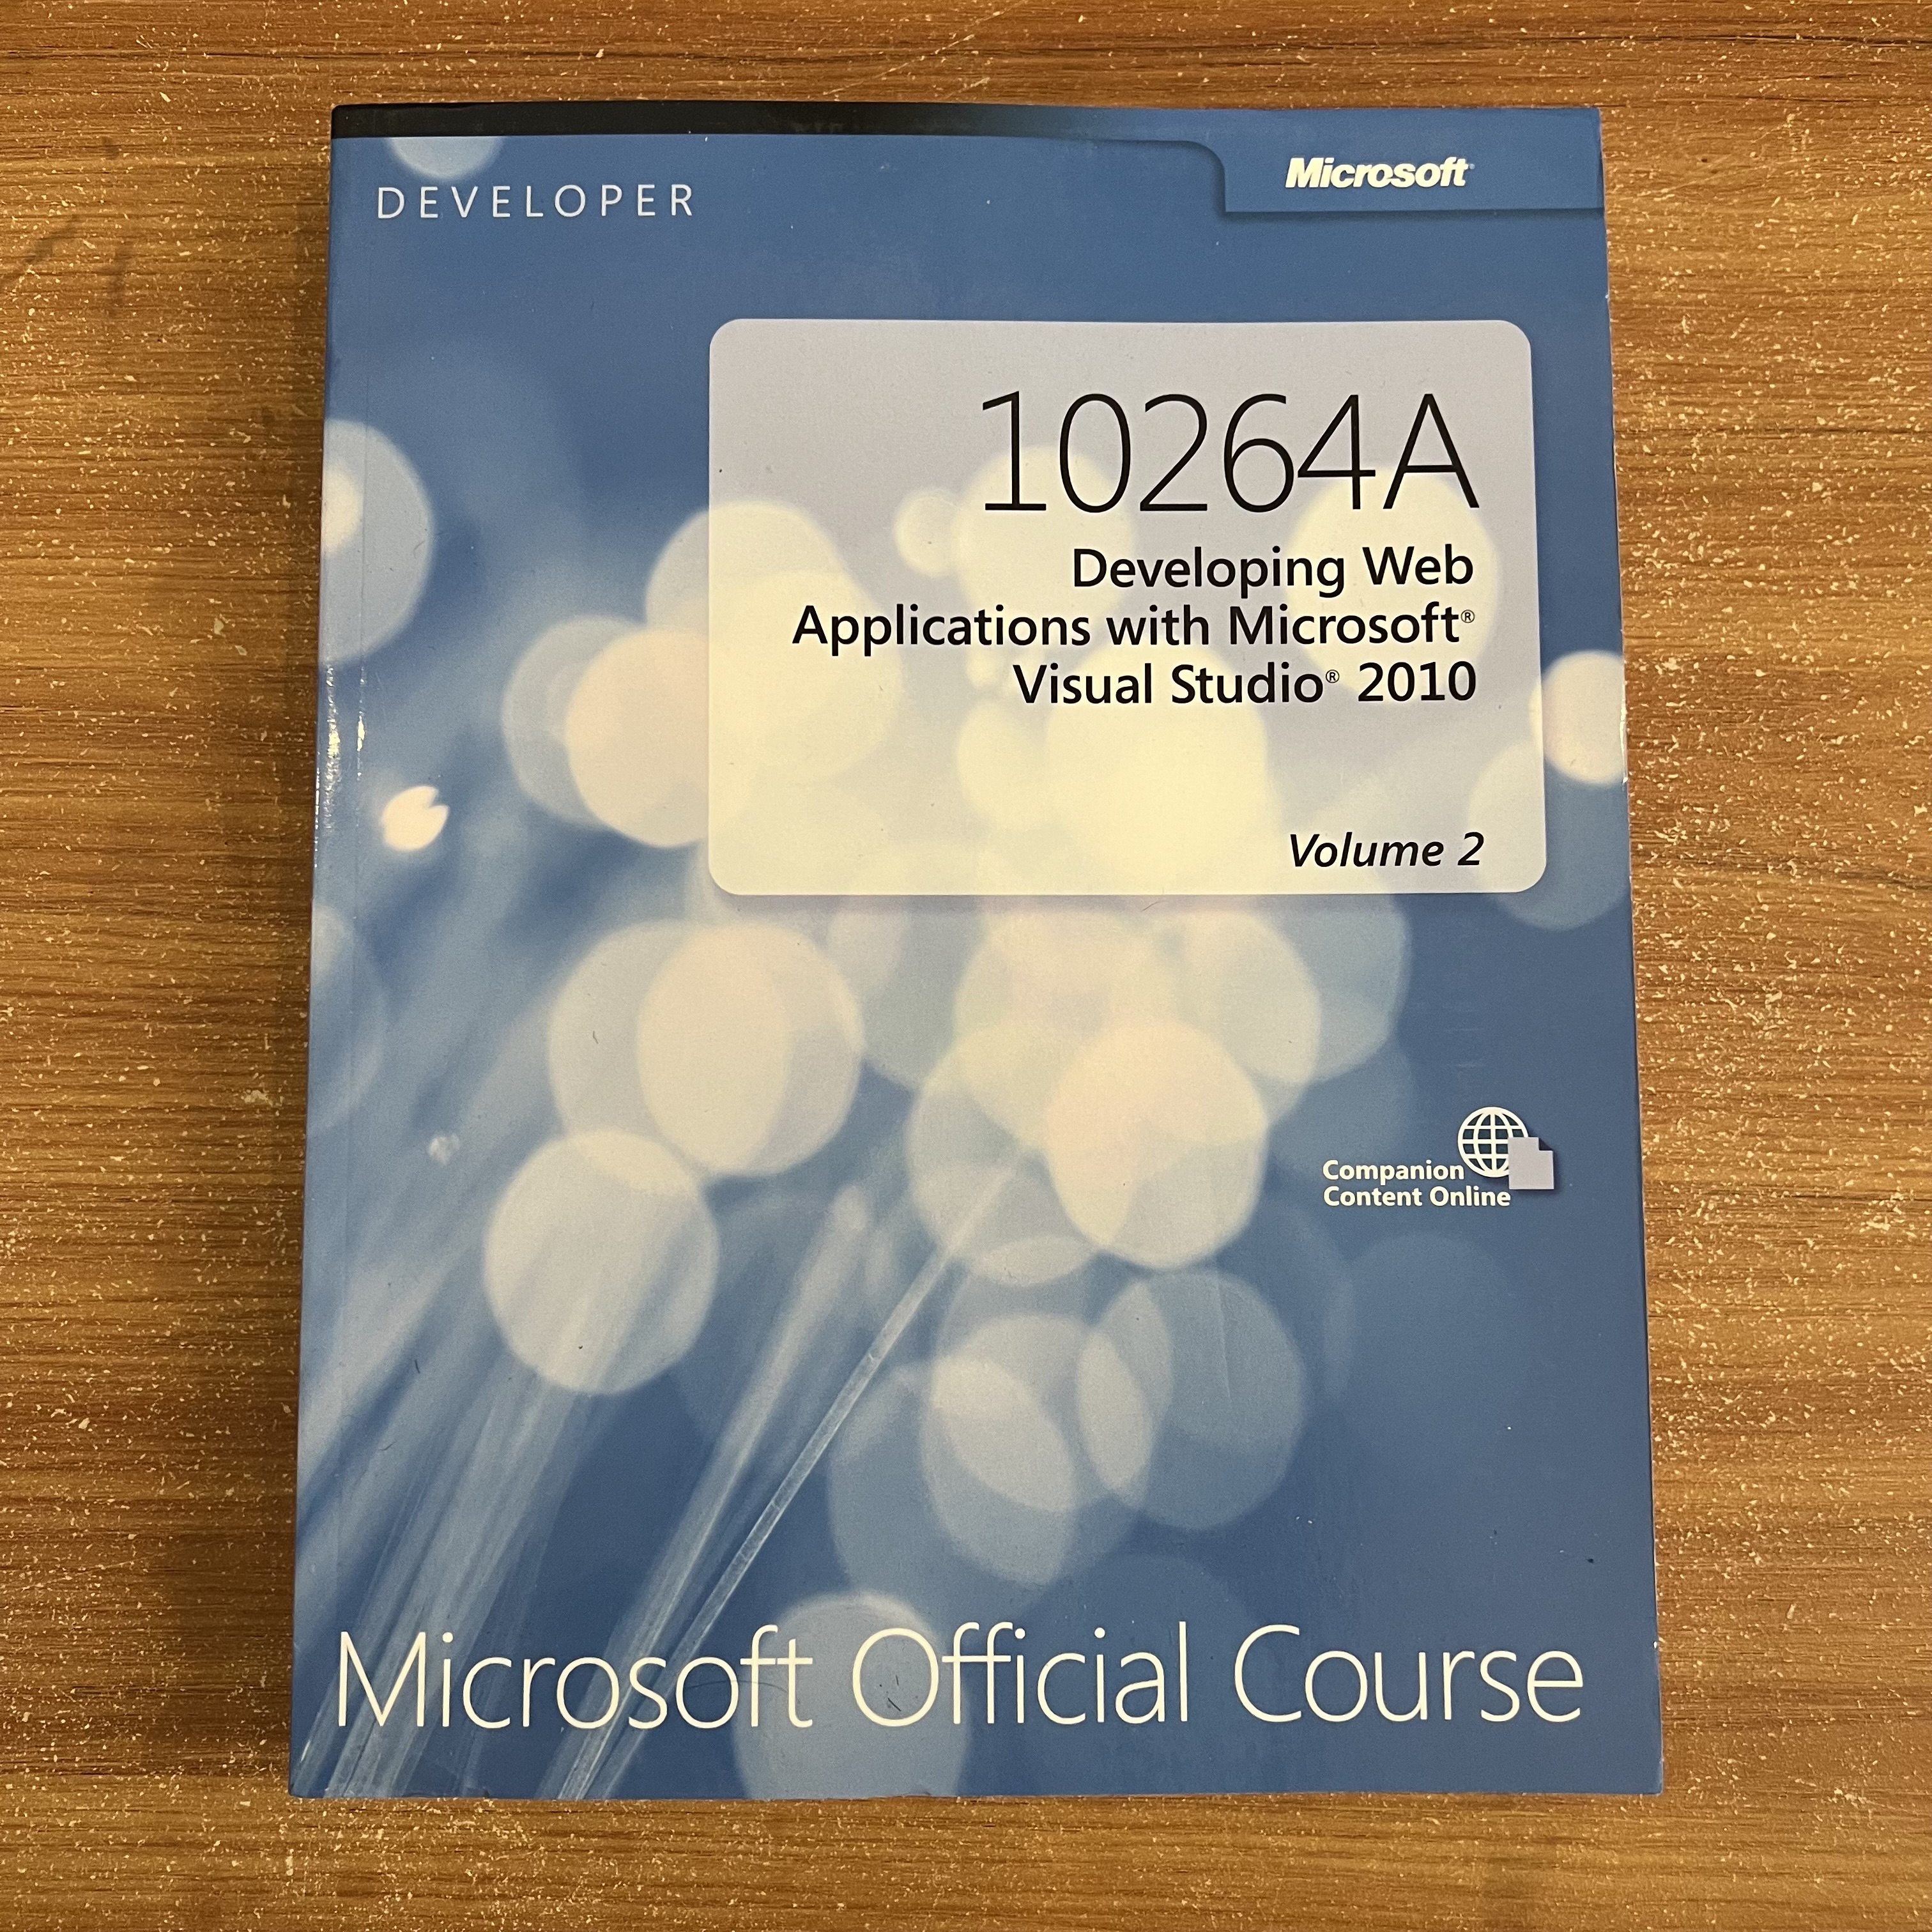 DEVELOPER
Microsoft®
10264A
Developing Web
Applications with Microsoft®
Visual Studio® 2010
Volume 2
Companion
Content Online
Microsoft Official Course